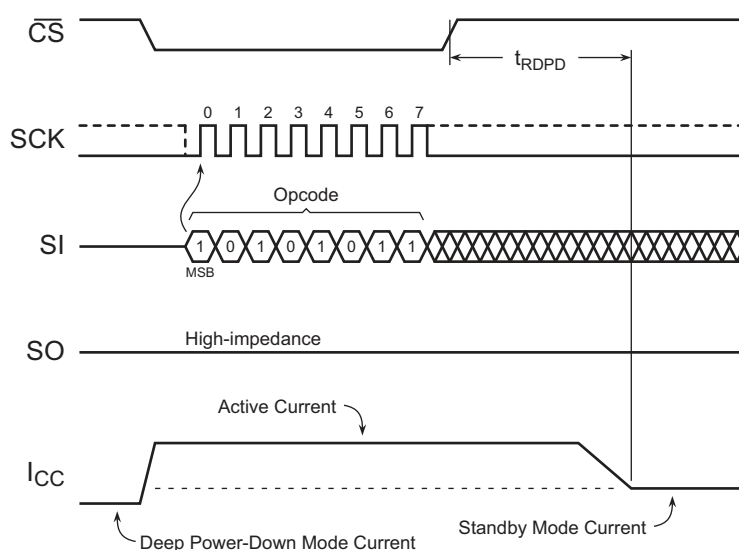 CS
tRDPD
SCK
0 1 2 3 4 5 6 7
Opcode
SI
1 0 1 0 1 0 1 1
MSB
SO
High-impedance
Active Current
ICC
Deep Power-Down Mode Current
Standby Mode Current